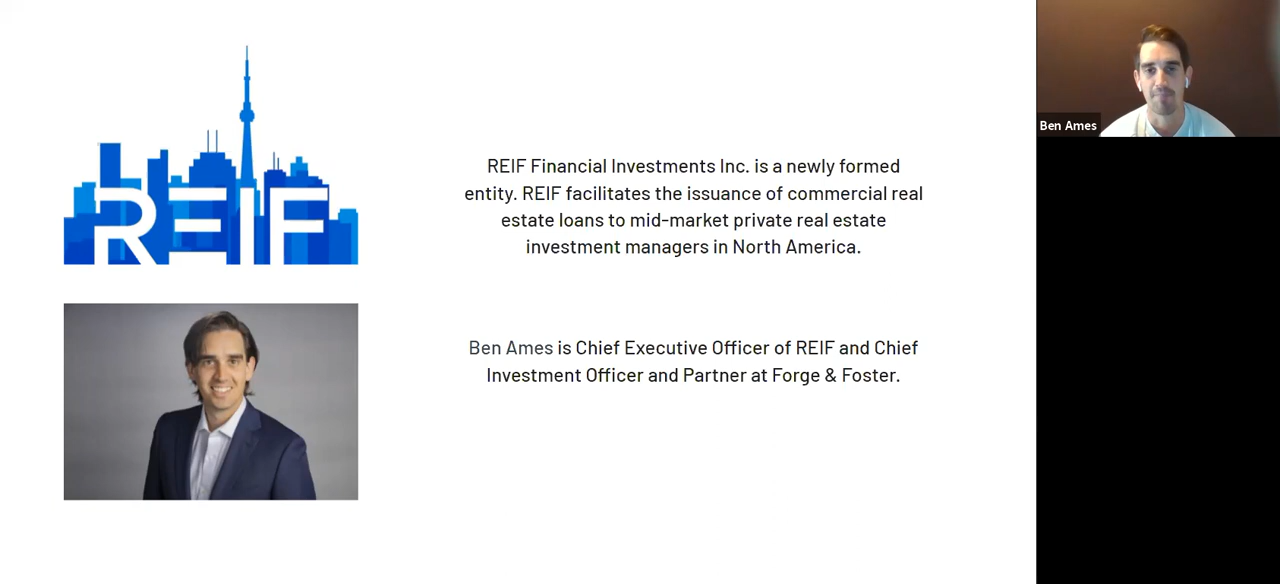 REIF
REIF Financial Investments Inc. is a newly formed
entity. REIF facilitates the issuance of commercial real
estate loans to mid-market private real estate
investment managers in North America.
Ben Ames is Chief Executive Officer of REIF and Chief
Investment Officer and Partner at Forge & Foster.
Ben Ames